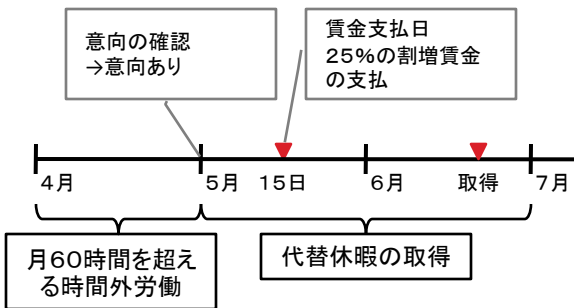 意向の確認
→意向あり
賃金支払日
25％の割増賃金
の支払
4月
5月
15日
6月
取得
7月
月60時間を超え
る時間外労働
代替休暇の取得